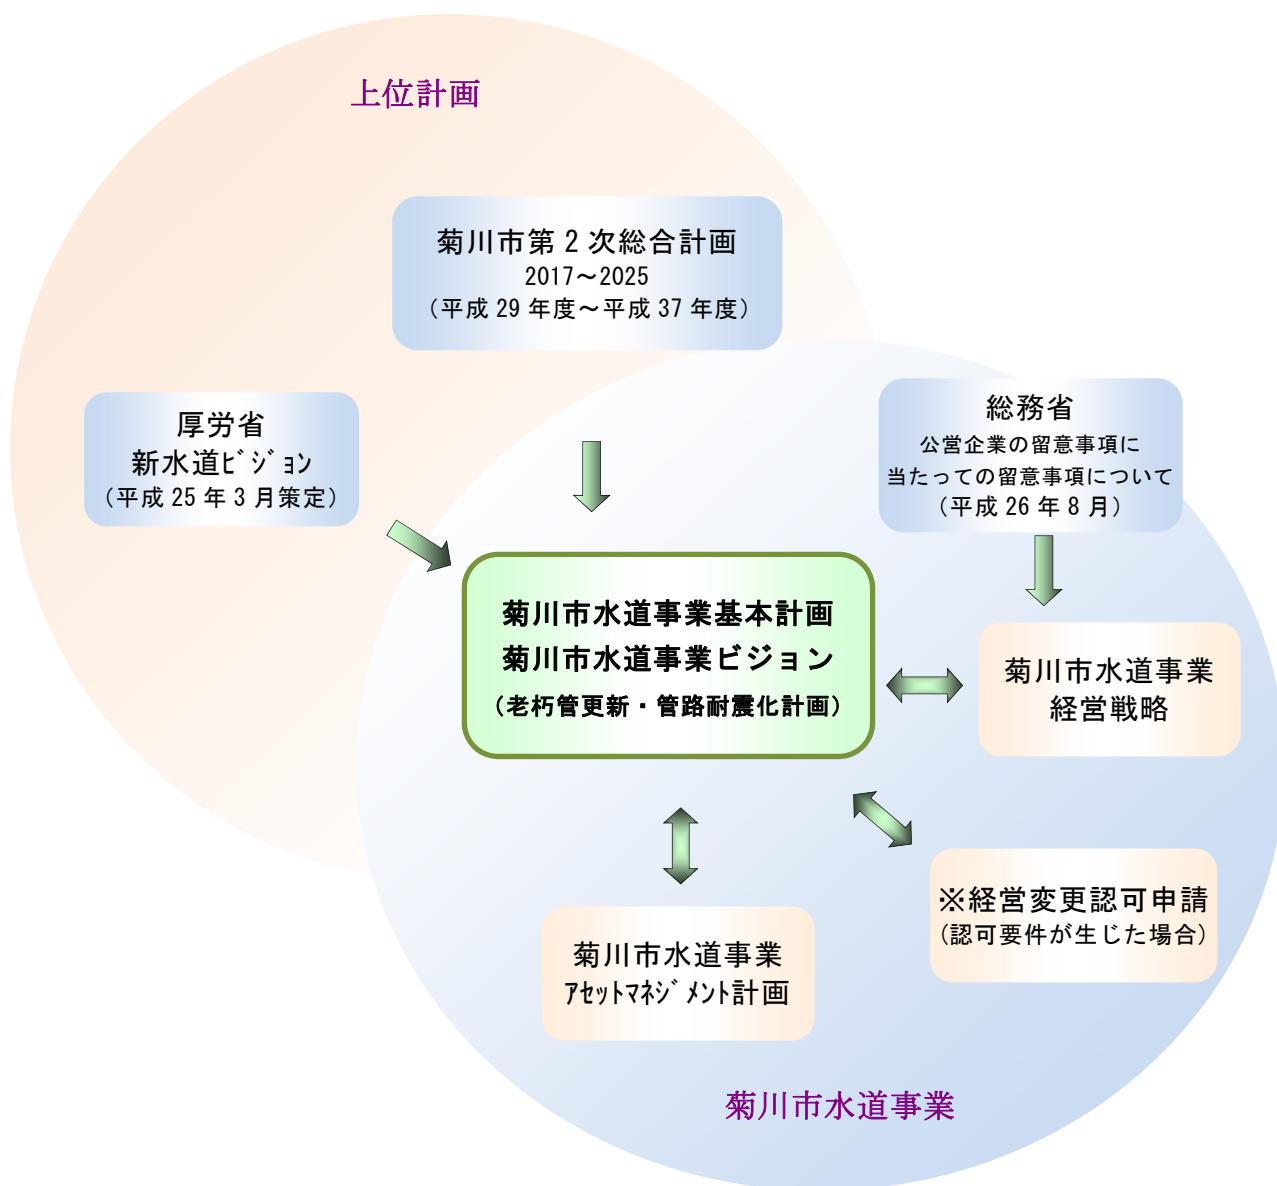 上位計画
菊川市第2次総合計画
2017～2025
（平成29年度～平成37年度）
厚労省
新水道ﾋﾞｼﾞｮﾝ
（平成25年3月策定）
総務省
公営企業の留意事項に
当たっての留意事項について
（平成26年8月）
菊川市水道事業基本計画
菊川市水道事業ビジョン
（老朽管更新・管路耐震化計画）
菊川市水道事業
経営戦略
※経営変更認可申請
(認可要件が生じた場合)
菊川市水道事業
ｱｾｯﾄﾏﾈｼﾞﾒﾝﾄ計画
菊川市水道事業